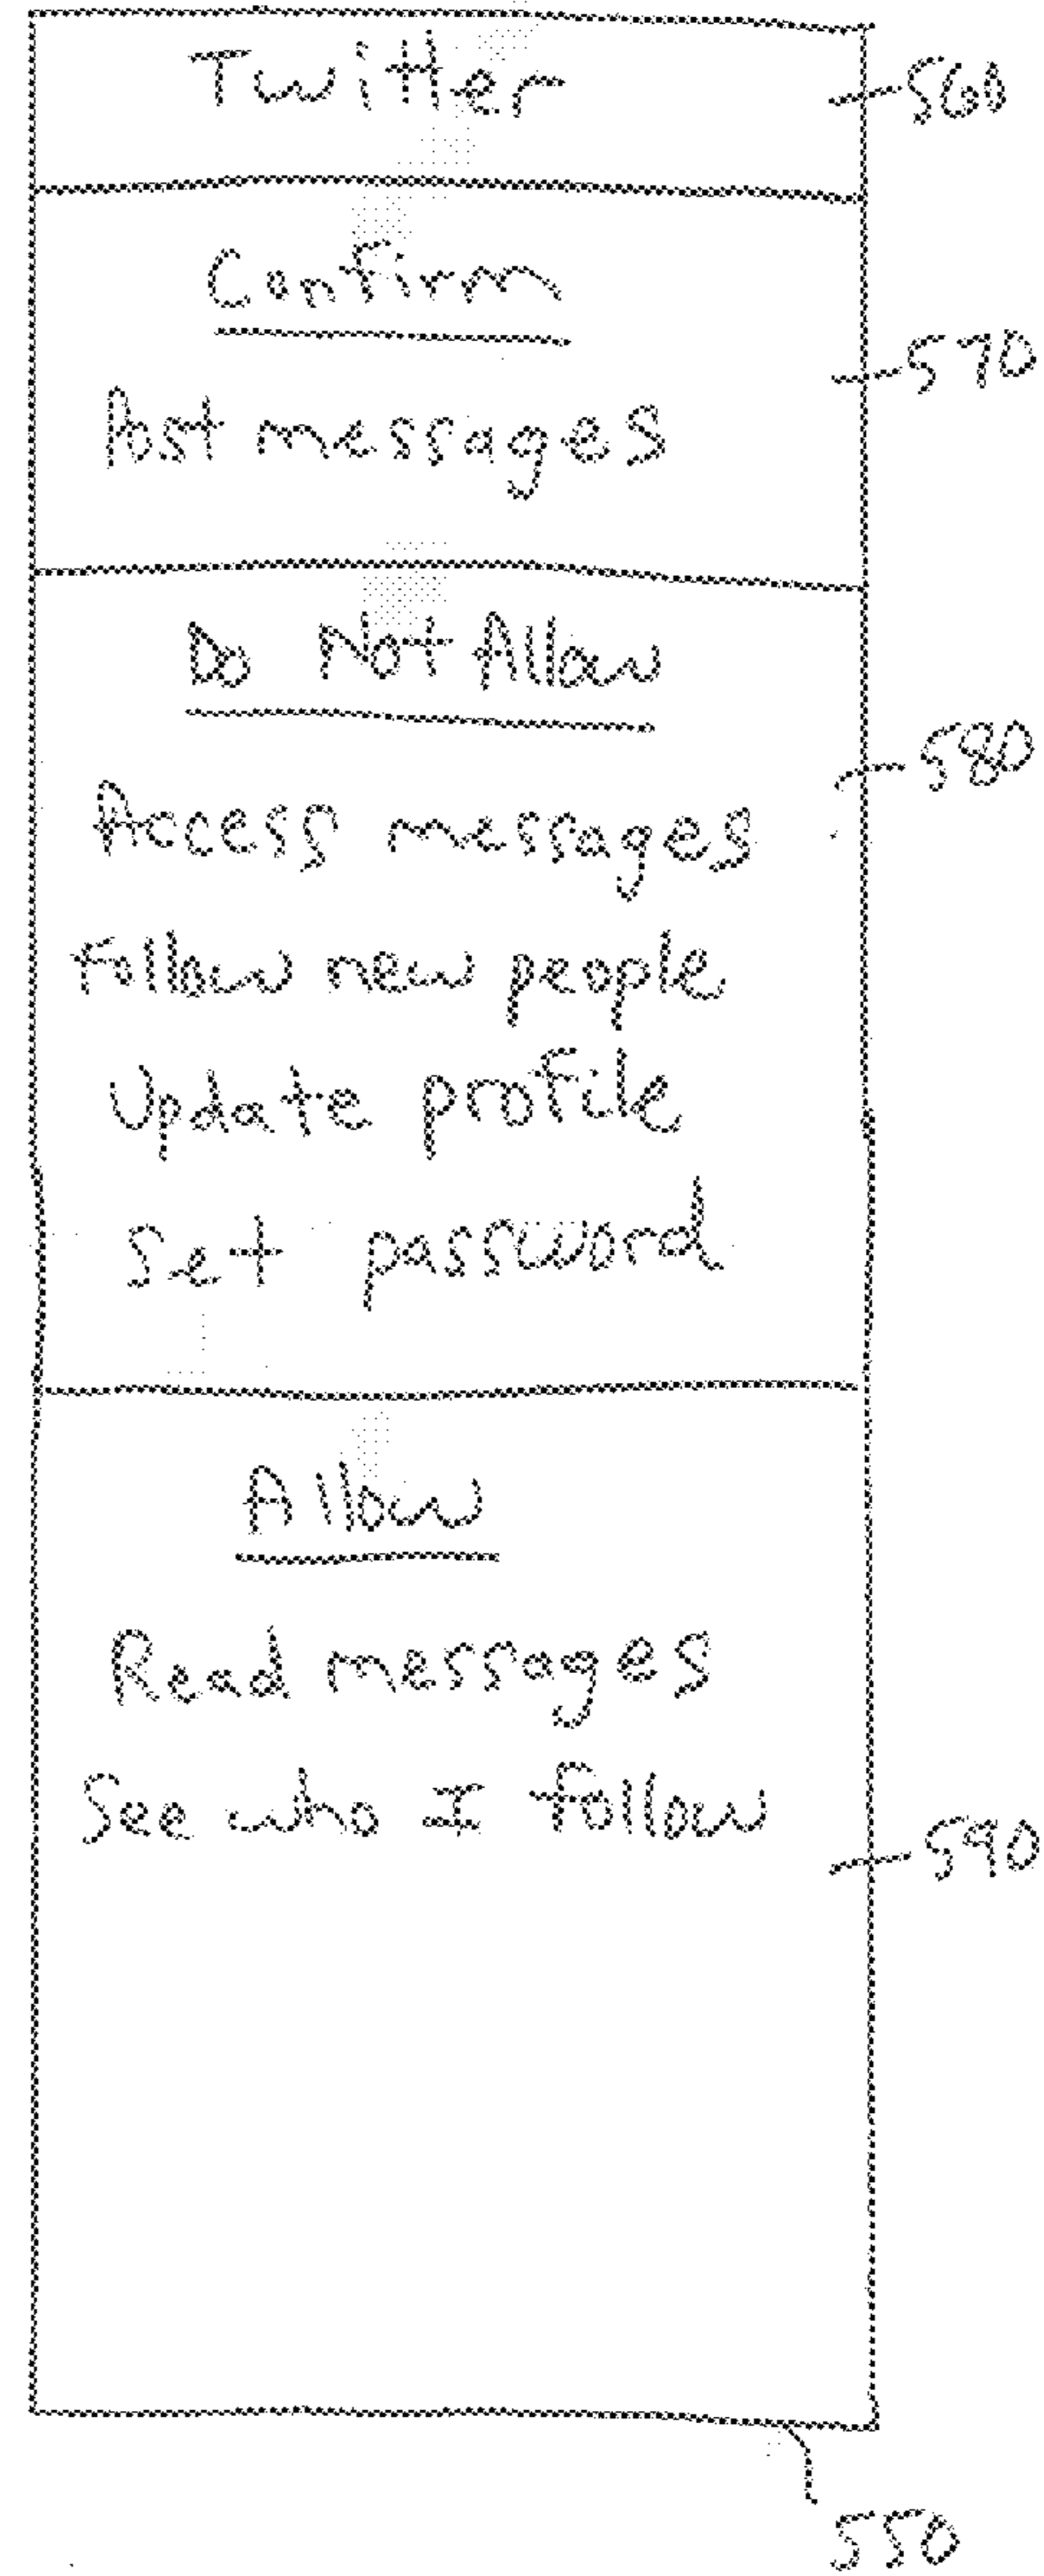 Twitter 560
Confirm
570
Post messages
Do Not Allow
580
Access messages
Follow new people
Update profile
Set password
Allow
Read messages
See who I follow
590
550